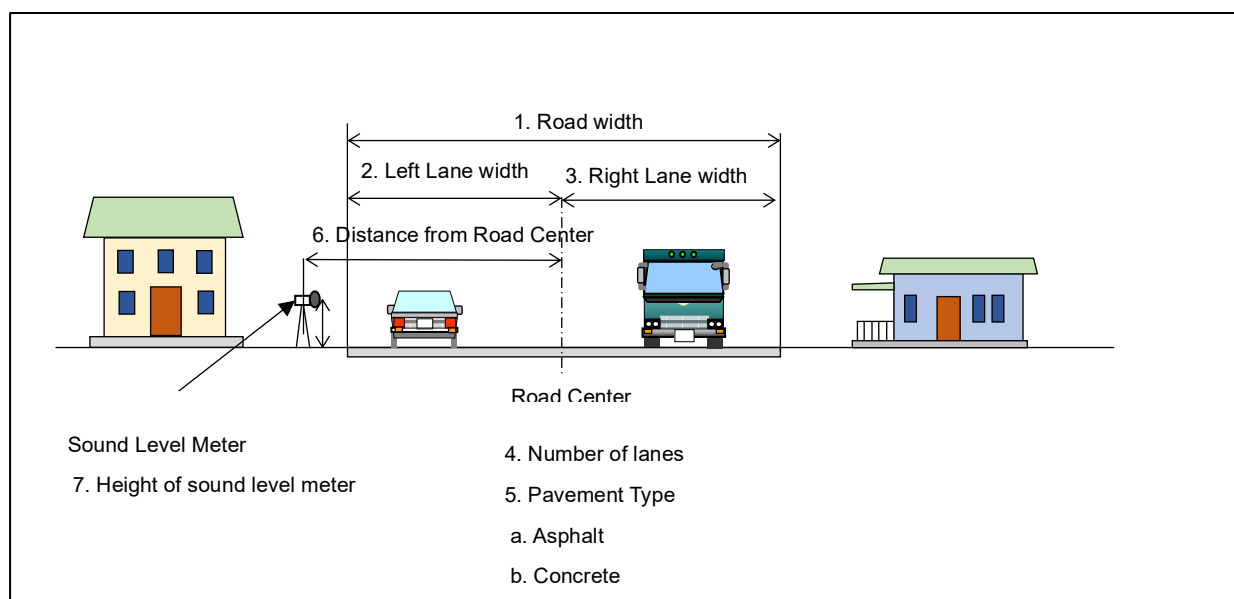 1. Road width
2. Left Lane width
3. Right Lane width
6. Distance from Road Center
Road Center
Sound Level Meter
7. Height of sound level meter
4. Number of lanes
5. Pavement Type
a. Asphalt
b. Concrete